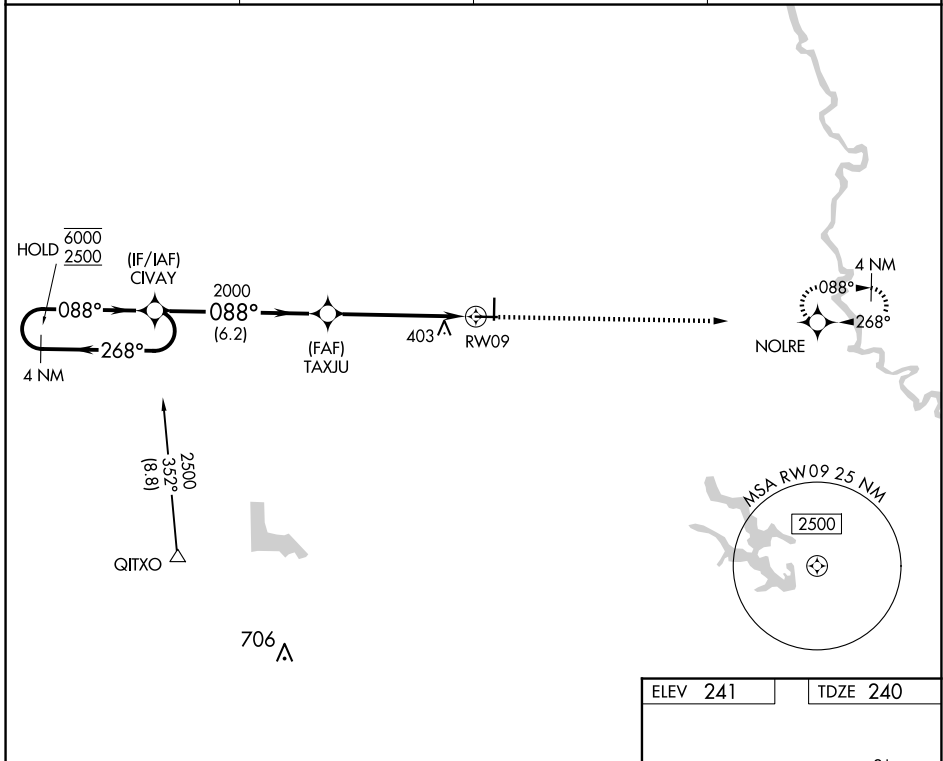 HOLD 6000
2500
(IF/IAF)
CIVAY
088°
268°
4 NM
2000
088°
(6.2)
(FAF)
TAXJU
403
RW09
4 NM
088°
268°
NOLRE
2500
352°
(8.8)
QITXO
706
MSA RW09 25 NM
2500
ELEV 241
TDZE 240